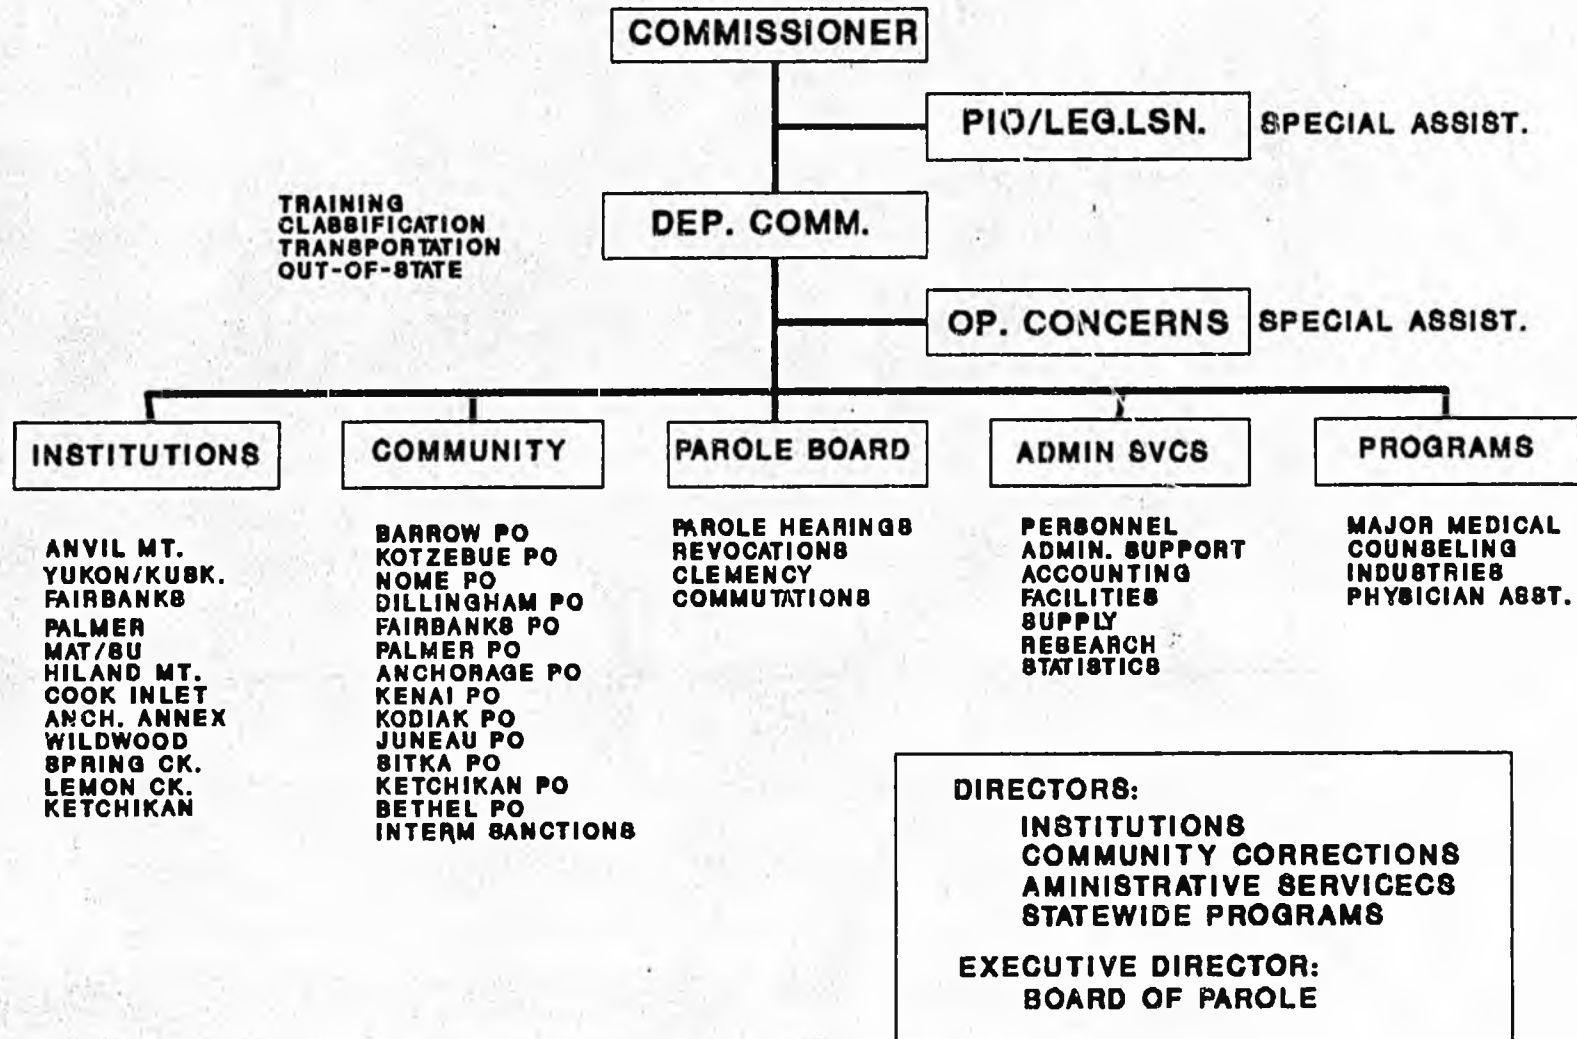 COMMISSIONER
PIO/LEG.LSN.
SPECIAL ASSIST.
TRAINING
CLASSIFICATION
TRANSPORTATION
OUT-OF-STATE
DEP. COMM.
OP. CONCERNS
SPECIAL ASSIST.
INSTITUTIONS
ANVIL MT.
YUKON/KUSK.
FAIRBANKS
PALMER
MAT/SU
HILAND MT.
COOK INLET
ANCH. ANNEX
WILDWOOD
SPRING CK.
LEMON CK.
KETCHIKAN
COMMUNITY
BARROW PO
KOTZEBUE PO
NOME PO
DILLINGHAM PO
FAIRBANKS PO
PALMER PO
ANCHORAGE PO
KENAI PO
KODIAK PO
JUNEAU PO
SITKA PO
KETCHIKAN PO
BETHEL PO
INTERM SANCTIONS
PAROLE BOARD
PAROLE HEARINGS
REVOCATIONS
CLEMENCY
COMMUTATIONS
ADMIN SVCS
PERSONNEL
ADMIN. SUPPORT
ACCOUNTING
FACILITIES
SUPPLY
RESEARCH
STATISTICS
PROGRAMS
MAJOR MEDICAL
COUNSELING
INDUSTRIES
PHYSICIAN ASST.
DIRECTORS:
INSTITUTIONS
COMMUNITY CORRECTIONS
AMINISTRATIVE SERVICECS
STATEWIDE PROGRAMS
EXECUTIVE DIRECTOR:
BOARD OF PAROLE